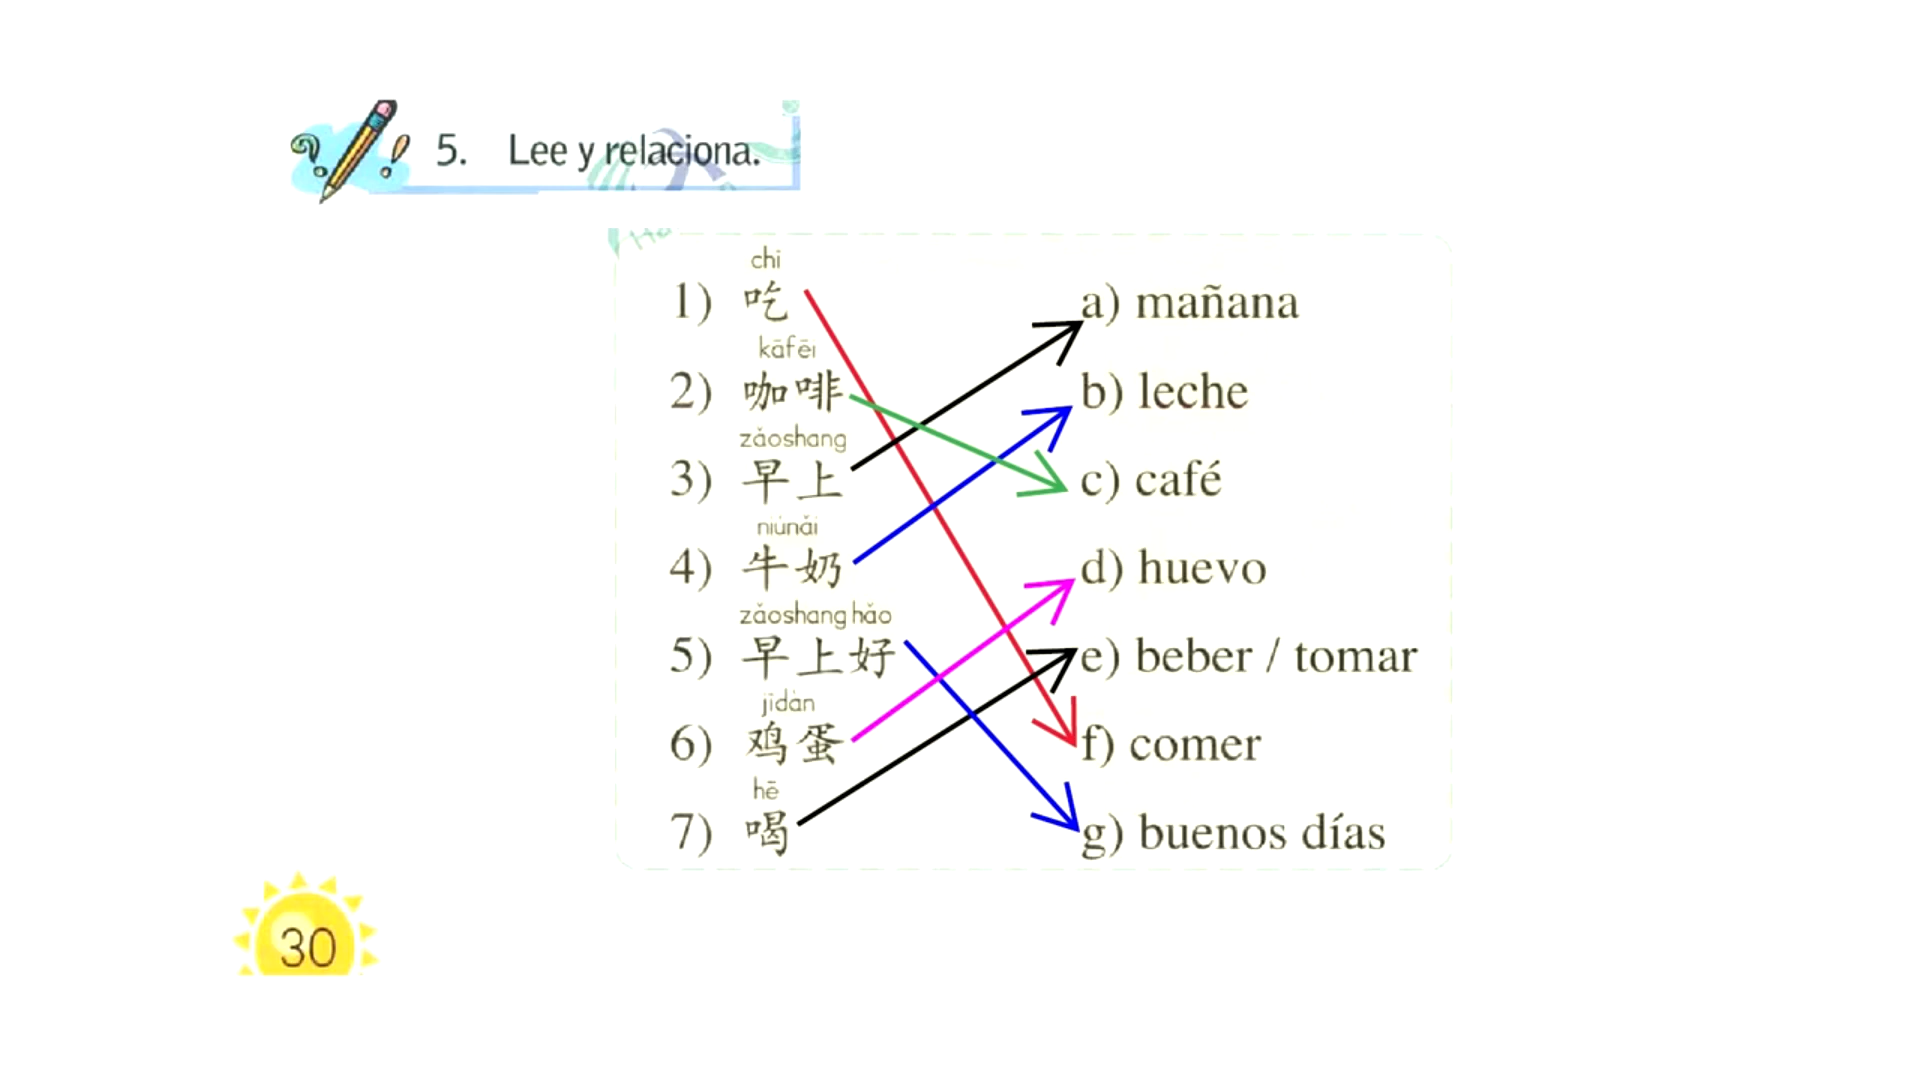 5. Lee y relaciona.
chī
1) 吃 a) mañana
kāfēi
2) 咖啡 b) leche
zǎoshang
3) 早上 c) café
niúnǎi
4) 牛奶 d) huevo
zǎoshang hǎo
5) 早上好 e) beber / tomar
jīdàn
6) 鸡蛋 f) comer
hē
7) 喝 g) buenos días
30